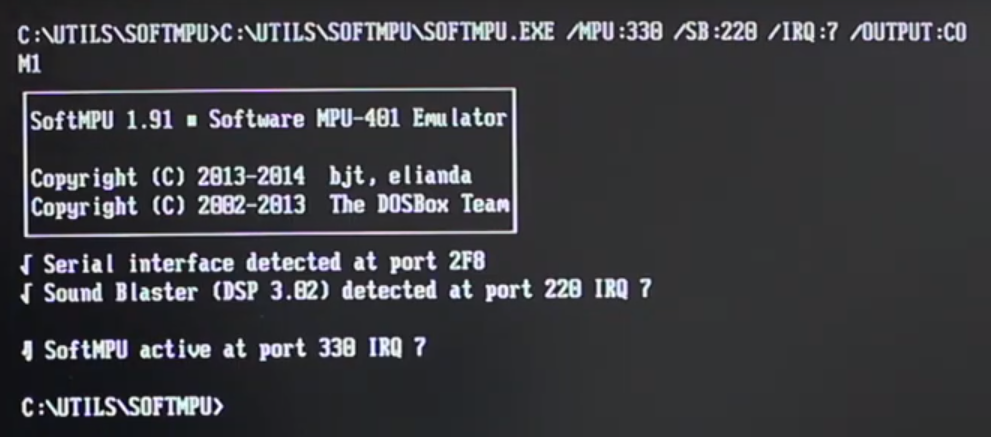 C:\UTILS\SOFTMPU>C:\UTILS\SOFTMPU\SOFTMPU.EXE /MPU:330 /SB:220 /IRQ:7 /OUTPUT:CO
M1
SoftMPU 1.91 ■ Software MPU-401 Emulator
Copyright (C) 2013-2014 bjt, elianda
Copyright (C) 2002-2013 The DOSBox Team
√ Serial interface detected at port 2F8
√ Sound Blaster (DSP 3.02) detected at port 220 IRQ 7
♫ SoftMPU active at port 330 IRQ 7
C:\UTILS\SOFTMPU>